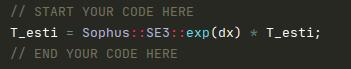 // START YOUR CODE HERE
T_esti = Sophus::SE3::exp(dx) * T_esti;
// END YOUR CODE HERE